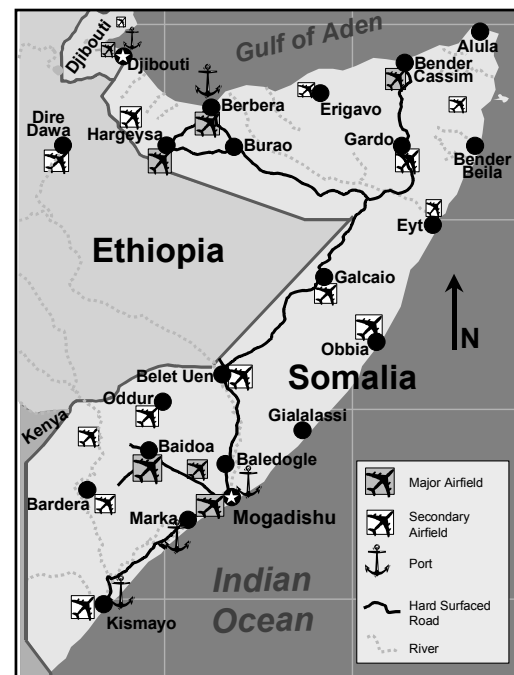 Gulf of Aden
Alula
Djibouti
Djibouti
Bender
Cassim
Berbera
Erigavo
Dire
Dawa
Hargeysa
Burao
Gardo
Bender
Beila
Eyt
Ethiopia
Galcaio
N
Obbia
Belet Uen
Somalia
Oddur
Kenya
Gialalassi
Baidoa
Baledogle
Bardera
Marka
Mogadishu
Kismayo
Indian
Ocean
Major Airfield
Secondary
Airfield
Port
Hard Surfaced
Road
River